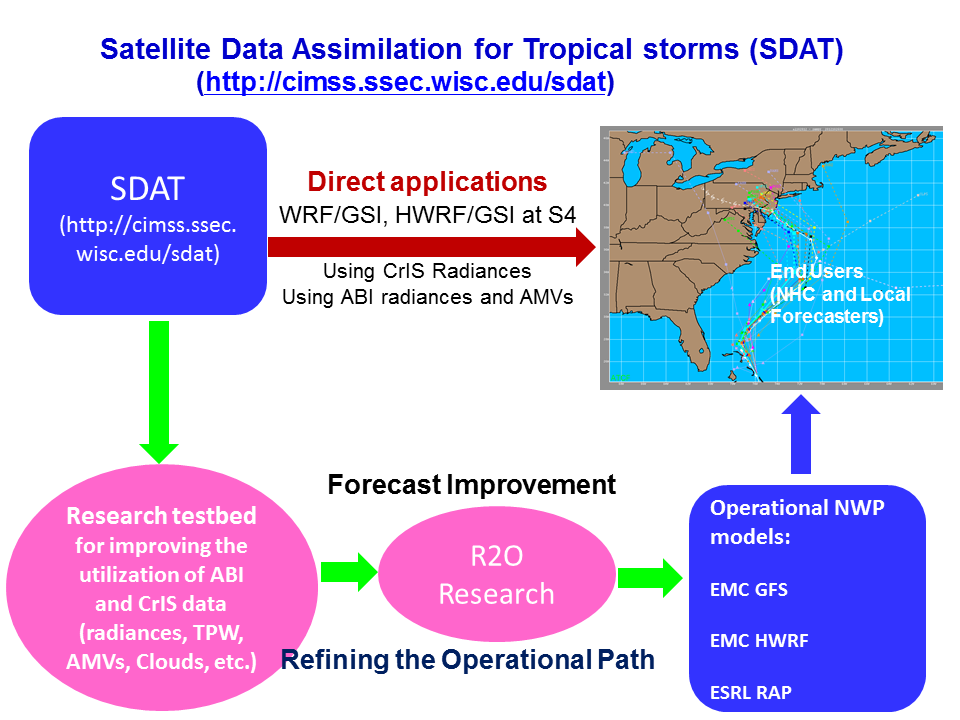 Satellite Data Assimilation for Tropical storms (SDAT)
(http://cimss.ssec.wisc.edu/sdat)
SDAT
(http://cimss.ssec.
wisc.edu/sdat)
Direct applications
WRF/GSI, HWRF/GSI at S4
Using CrIS Radiances
Using ABI radiances and AMVs
End Users
(NHC and Local
Forecasters)
Research testbed
for improving the
utilization of ABI
and CrIS data
(radiances, TPW,
AMVs, Clouds, etc.)
Forecast Improvement
R2O
Research
Refining the Operational Path
Operational NWP
models:
EMC GFS
EMC HWRF
ESRL RAP